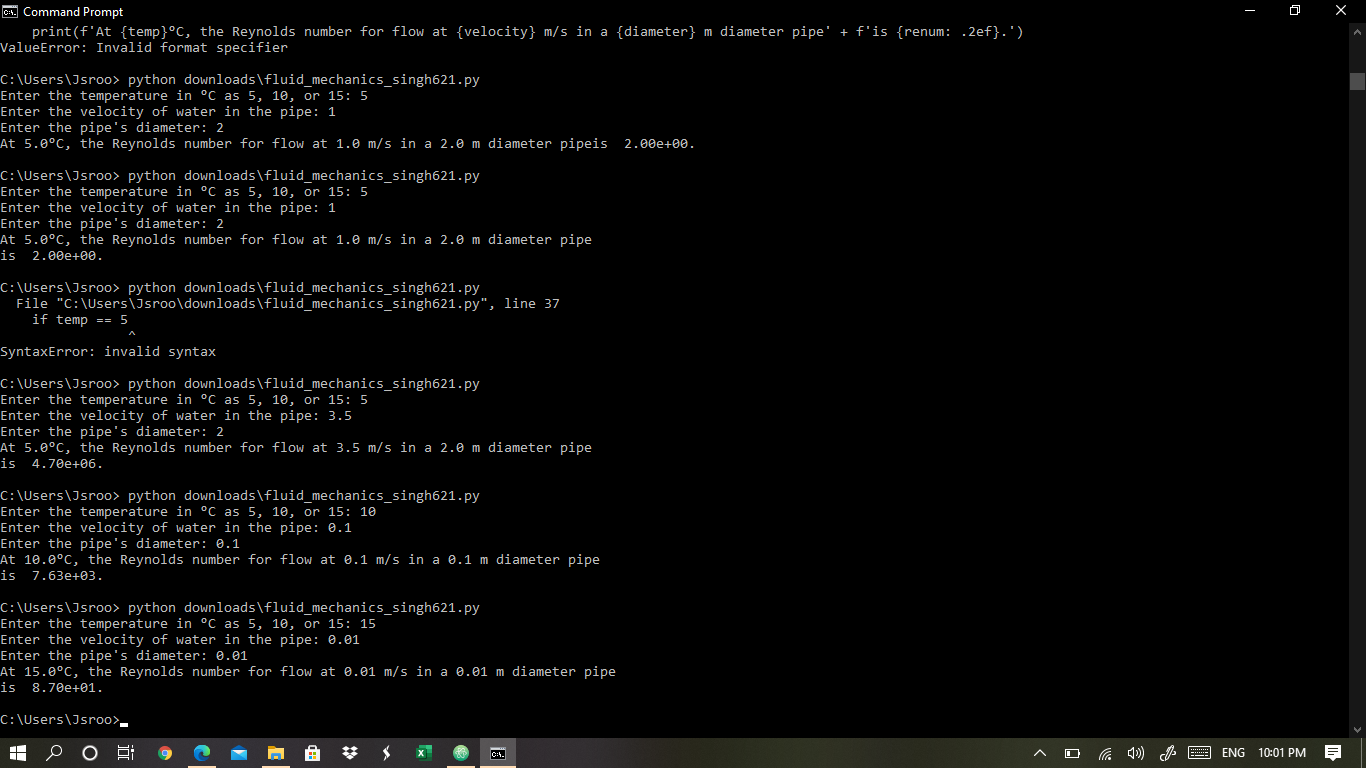 Command Prompt
    print(f'At {temp}ºC, the Reynolds number for flow at {velocity} m/s in a {diameter} m diameter pipe' + f'is {renum: .2ef}.')
ValueError: Invalid format specifier
C:\Users\Jsroo> python downloads\fluid_mechanics_singh621.py
Enter the temperature in ºC as 5, 10, or 15: 5
Enter the velocity of water in the pipe: 1
Enter the pipe's diameter: 2
At 5.0ºC, the Reynolds number for flow at 1.0 m/s in a 2.0 m diameter pipeis  2.00e+00.
C:\Users\Jsroo> python downloads\fluid_mechanics_singh621.py
Enter the temperature in ºC as 5, 10, or 15: 5
Enter the velocity of water in the pipe: 1
Enter the pipe's diameter: 2
At 5.0ºC, the Reynolds number for flow at 1.0 m/s in a 2.0 m diameter pipe
is  2.00e+00.
C:\Users\Jsroo> python downloads\fluid_mechanics_singh621.py
  File "C:\Users\Jsroo\downloads\fluid_mechanics_singh621.py", line 37
    if temp == 5
                ^
SyntaxError: invalid syntax
C:\Users\Jsroo> python downloads\fluid_mechanics_singh621.py
Enter the temperature in ºC as 5, 10, or 15: 5
Enter the velocity of water in the pipe: 3.5
Enter the pipe's diameter: 2
At 5.0ºC, the Reynolds number for flow at 3.5 m/s in a 2.0 m diameter pipe
is  4.70e+06.
C:\Users\Jsroo> python downloads\fluid_mechanics_singh621.py
Enter the temperature in ºC as 5, 10, or 15: 10
Enter the velocity of water in the pipe: 0.1
Enter the pipe's diameter: 0.1
At 10.0ºC, the Reynolds number for flow at 0.1 m/s in a 0.1 m diameter pipe
is  7.63e+03.
C:\Users\Jsroo> python downloads\fluid_mechanics_singh621.py
Enter the temperature in ºC as 5, 10, or 15: 15
Enter the velocity of water in the pipe: 0.01
Enter the pipe's diameter: 0.01
At 15.0ºC, the Reynolds number for flow at 0.01 m/s in a 0.01 m diameter pipe
is  8.70e+01.
C:\Users\Jsroo>
ENG 10:01 PM